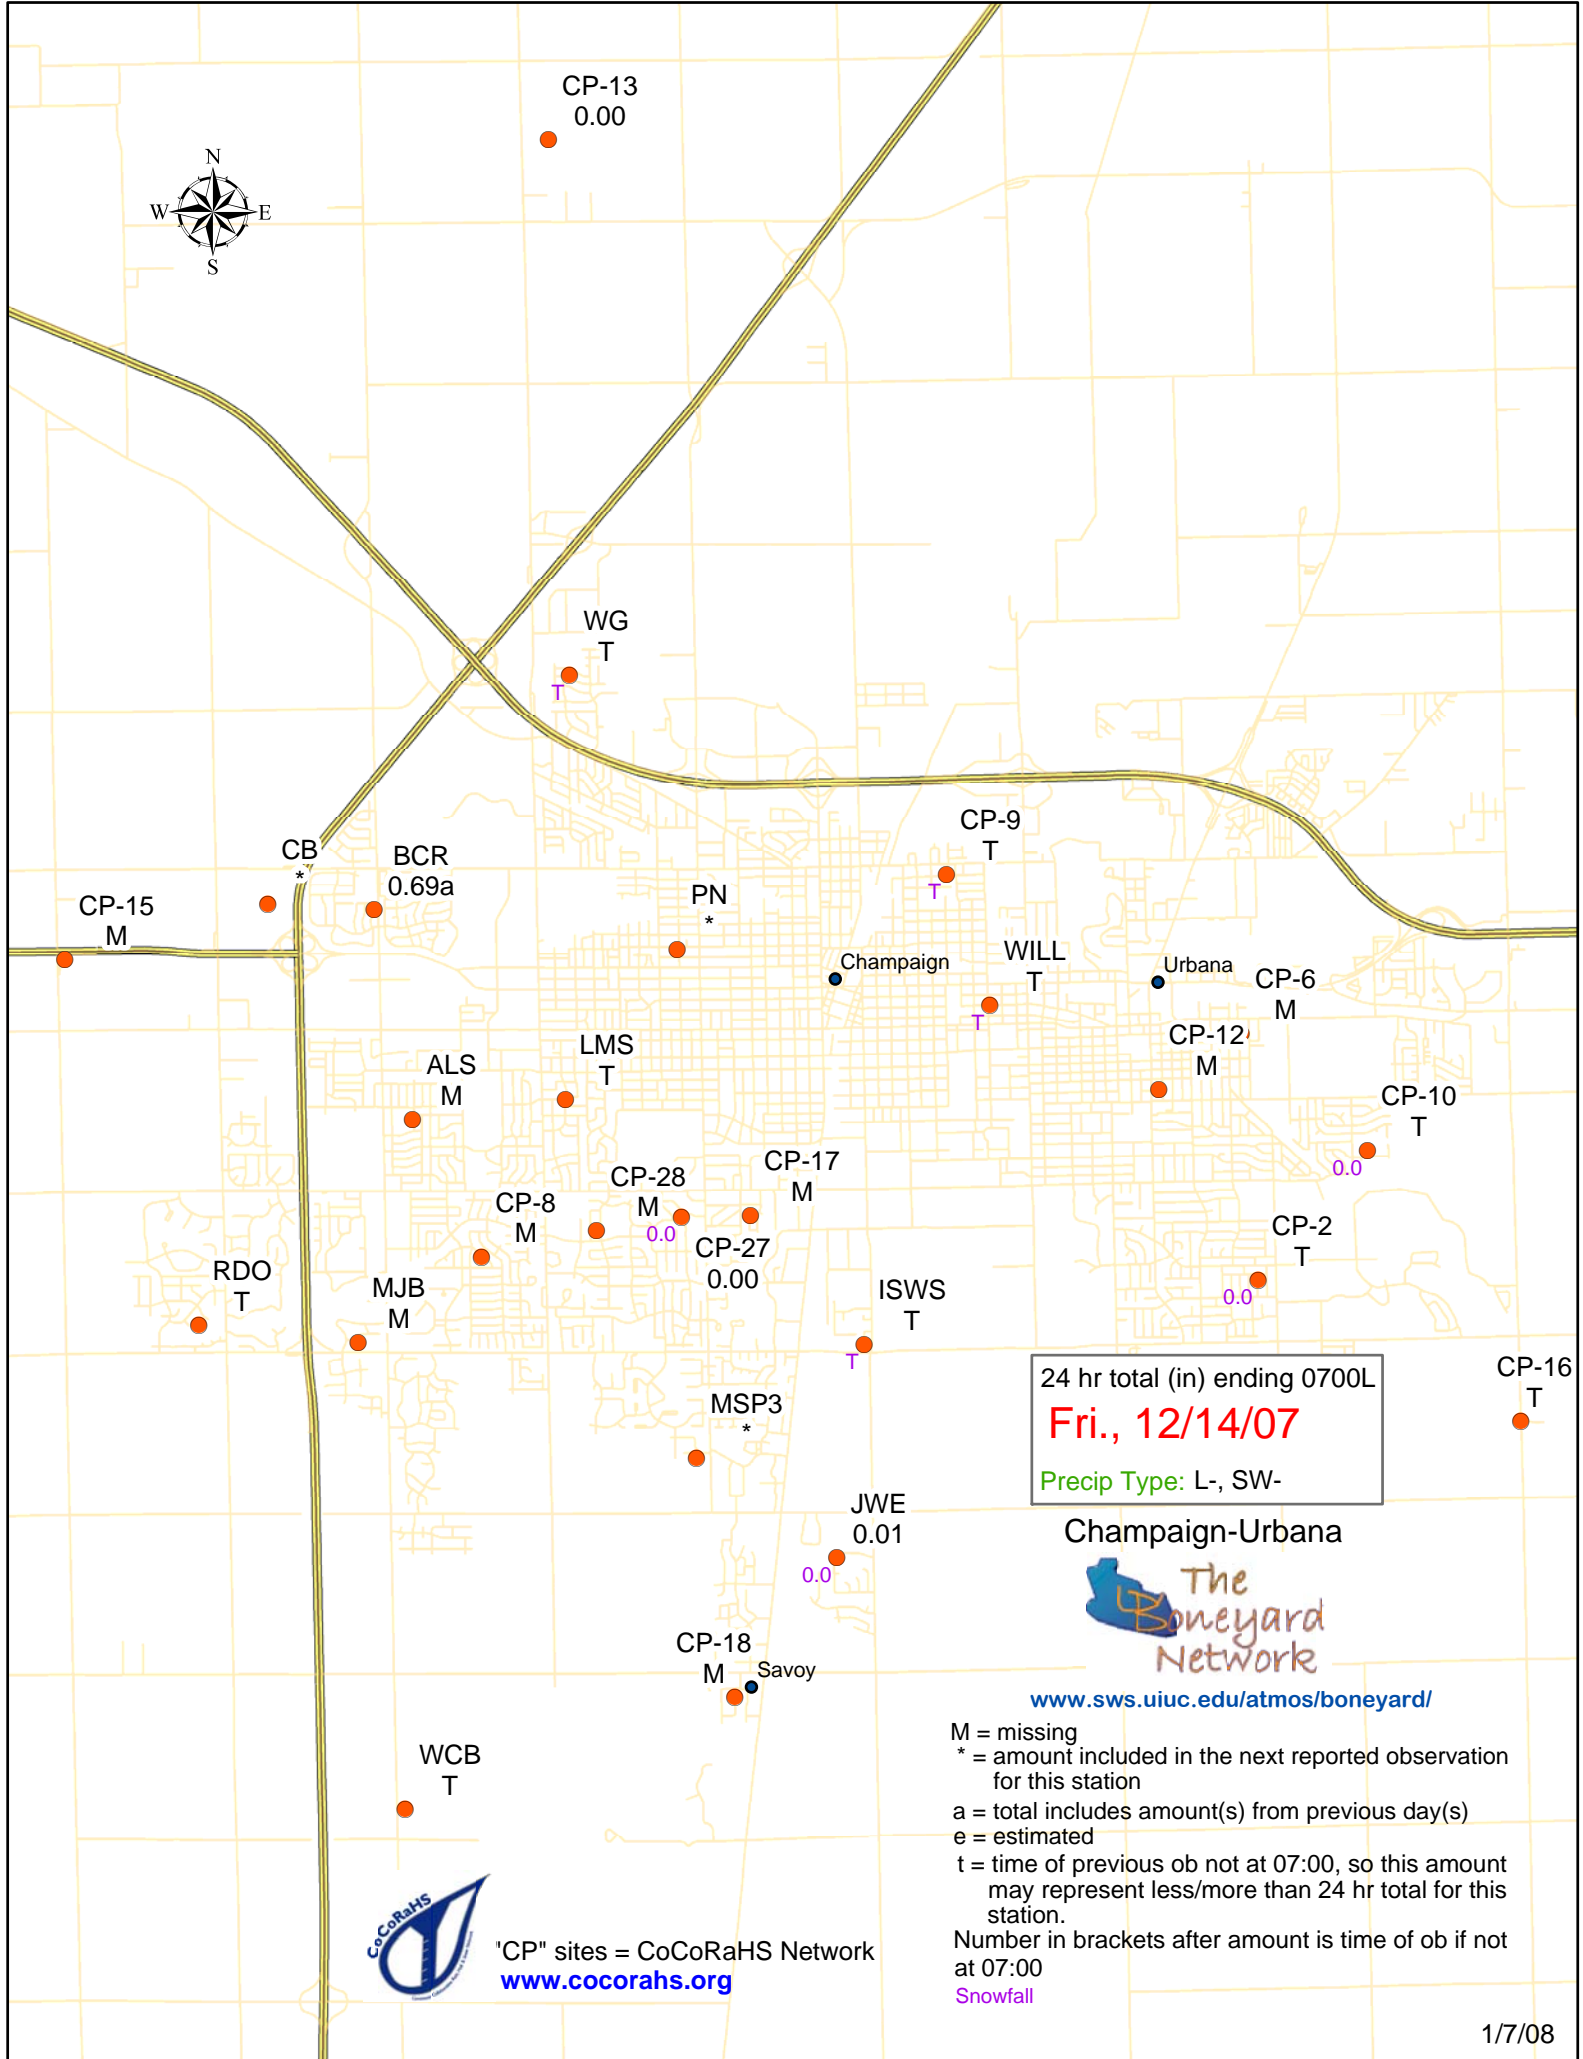 CP-13
0.00
N
W
E
S
WG
T
T
CP-9
T
T
CB
*
BCR
0.69a
PN
*
CP-15
M
Champaign
WILL
T
T
Urbana
CP-6
M
CP-12
M
LMS
T
ALS
M
CP-10
T
0.0
CP-17
M
CP-28
M
0.0
CP-8
M
CP-27
0.00
CP-2
T
0.0
RDO
T
MJB
M
ISWS
T
T
24 hr total (in) ending 0700L
Fri., 12/14/07
Precip Type: L-, SW-
CP-16
T
MSP3
*
JWE
0.01
0.0
Champaign-Urbana
The
Boneyard
Network
www.sws.uiuc.edu/atmos/boneyard/
CP-18
M
Savoy
WCB
T
M = missing
* = amount included in the next reported observation
for this station
a = total includes amount(s) from previous day(s)
e = estimated
t = time of previous ob not at 07:00, so this amount
may represent less/more than 24 hr total for this
station.
Number in brackets after amount is time of ob if not
at 07:00
Snowfall
CoCoRaHS
"CP" sites = CoCoRaHS Network
www.cocorahs.org
1/7/08